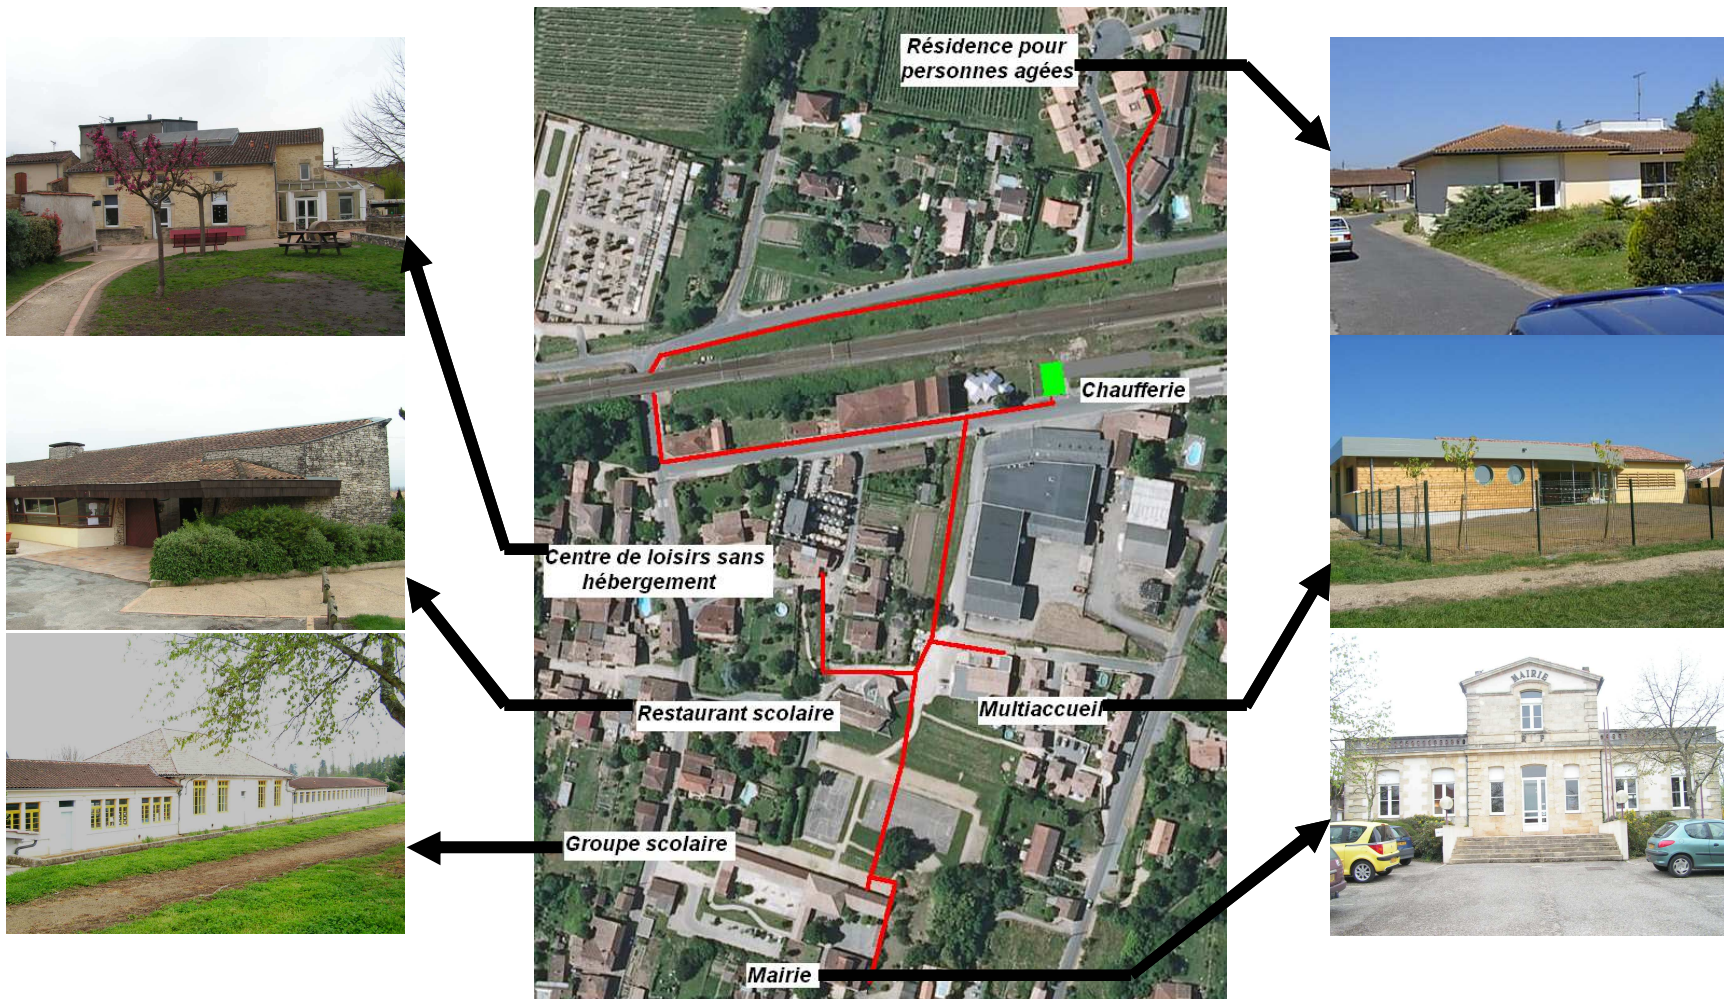 Résidence pour
personnes agées
Chaufferie
Centre de loisirs sans
hébergement
Restaurant scolaire
Multiaccueil
Groupe scolaire
Mairie
MAIRIE